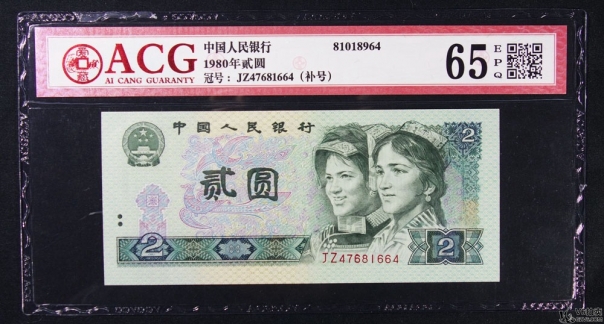 ACG
AI CANG GUARANTY
中国人民银行
81018964
1980年贰圆
冠号：JZ47681664（补号）
65
EPQ
中国人民银行
2
贰圆
2
JZ47681664
2